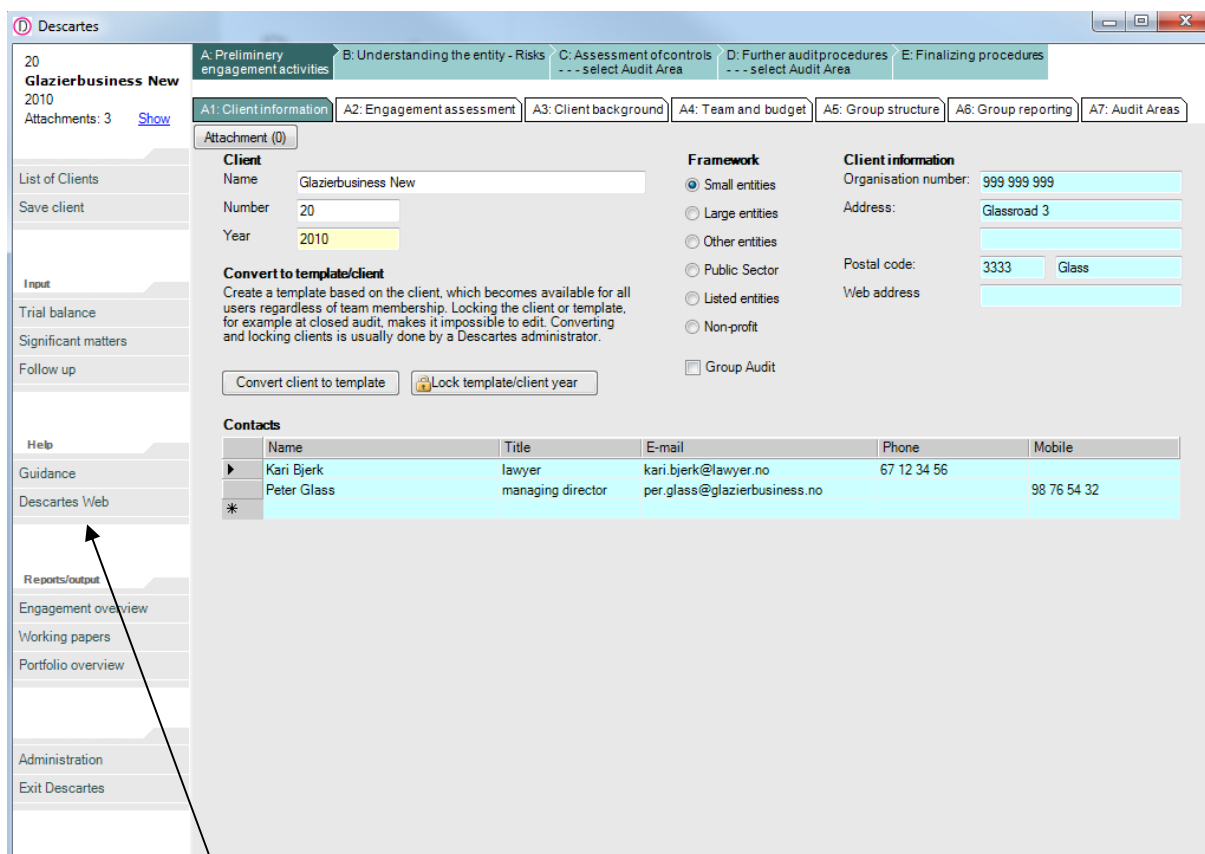 Descartes
20
Glazierbusiness New
2010
Attachments: 3 Show
List of Clients
Save client
Input
Trial balance
Significant matters
Follow up
Help
Guidance
Descartes Web
Reports/output
Engagement overview
Working papers
Portfolio overview
Administration
Exit Descartes
A: Preliminery
engagement activities
B: Understanding the entity - Risks
C: Assessment of controls
- - - select Audit Area
D: Further audit procedures
- - - select Audit Area
E: Finalizing procedures
A1: Client information
A2: Engagement assessment
A3: Client background
A4: Team and budget
A5: Group structure
A6: Group reporting
A7: Audit Areas
Attachment (0)
Client
Name Glazierbusiness New
Number 20
Year 2010
Convert to template/client
Create a template based on the client, which becomes available for all
users regardless of team membership. Locking the client or template,
for example at closed audit, makes it impossible to edit. Converting
and locking clients is usually done by a Descartes administrator.
Convert client to template
Lock template/client year
Framework
Small entities
Large entities
Other entities
Public Sector
Listed entities
Non-profit
Group Audit
Client information
Organisation number: 999 999 999
Address: Glassroad 3
Postal code: 3333 Glass
Web address
Contacts
Name Title E-mail Phone Mobile
Kari Bjerk lawyer kari.bjerk@lawyer.no 67 12 34 56
Peter Glass managing director per.glass@glazierbusiness.no 98 76 54 32